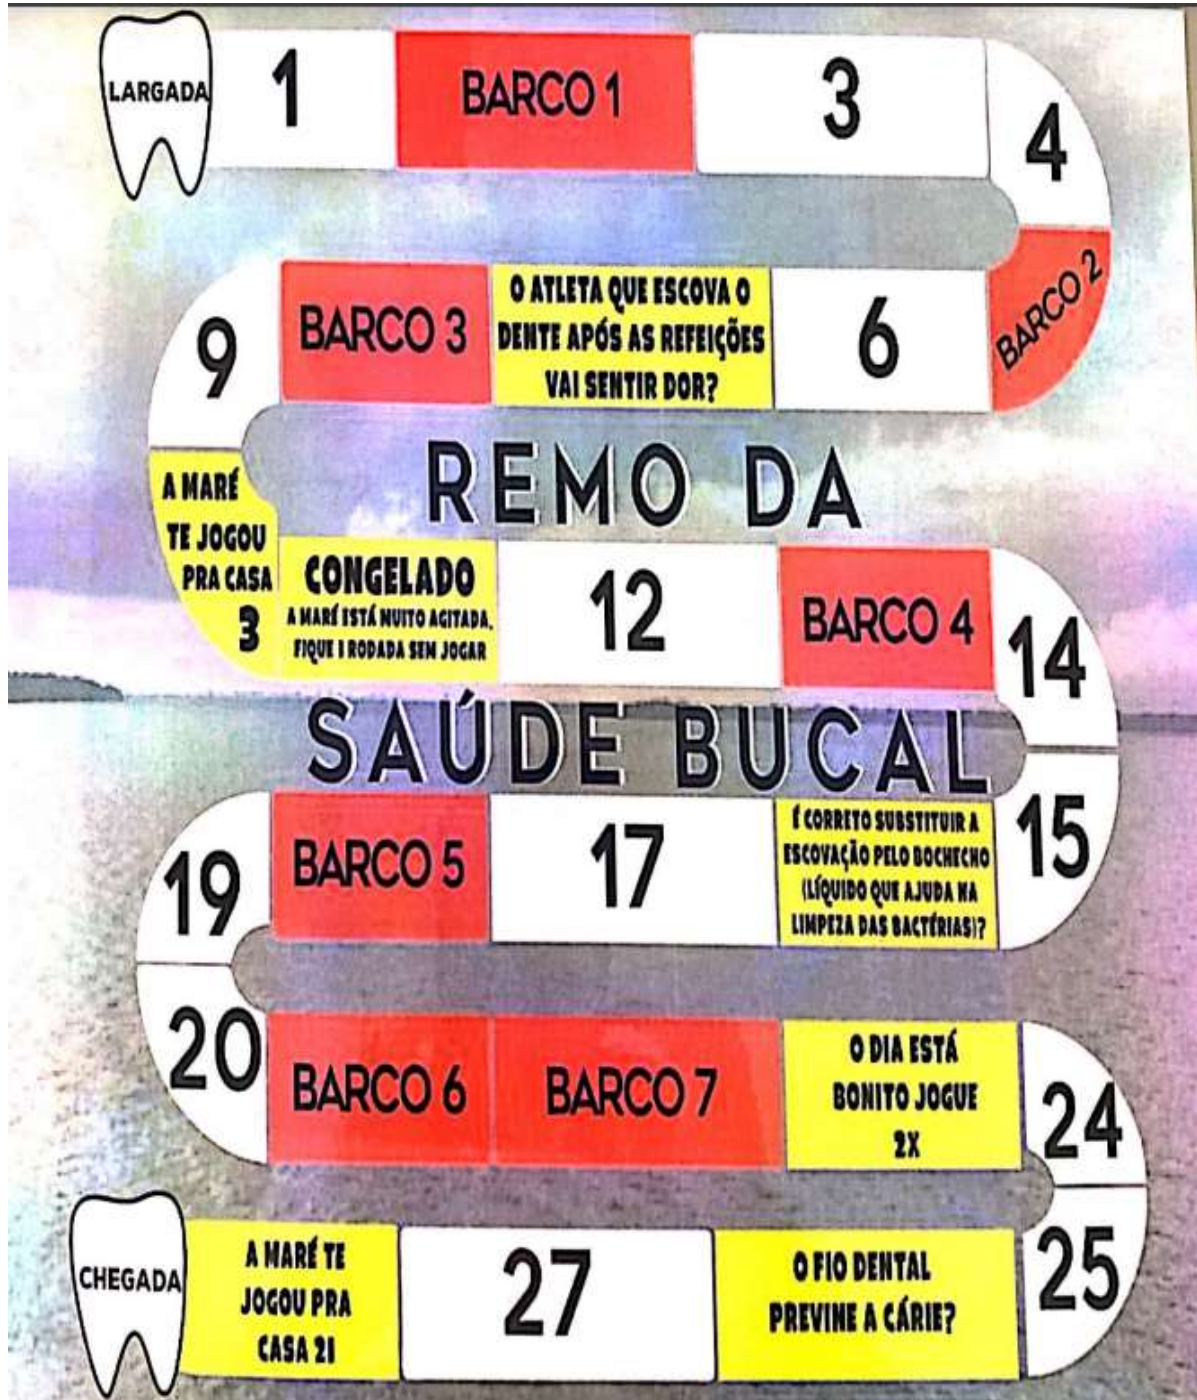 LARGADA
1
BARCO 1
3
4
BARCO 2
6
O ATLETA QUE ESCOVA O
DENTE APÓS AS REFEIÇÕES
VAI SENTIR DOR?
BARCO 3
9
A MARÉ
TE JOGOU
PRA CASA
3
CONGELADO
A MARÉ ESTÁ MUITO AGITADA,
FIQUE 1 RODADA SEM JOGAR
12
BARCO 4
14
15
É CORRETO SUBSTITUIR A
ESCOVAÇÃO PELO BOCHECHO
(LÍQUIDO QUE AJUDA NA
LIMPEZA DAS BACTÉRIAS)?
17
BARCO 5
19
20
BARCO 6
BARCO 7
O DIA ESTÁ
BONITO JOGUE
2X
24
25
O FIO DENTAL
PREVINE A CÁRIE?
27
A MARÉ TE
JOGOU PRA
CASA 21
CHEGADA
REMO DA
SAÚDE BUCAL